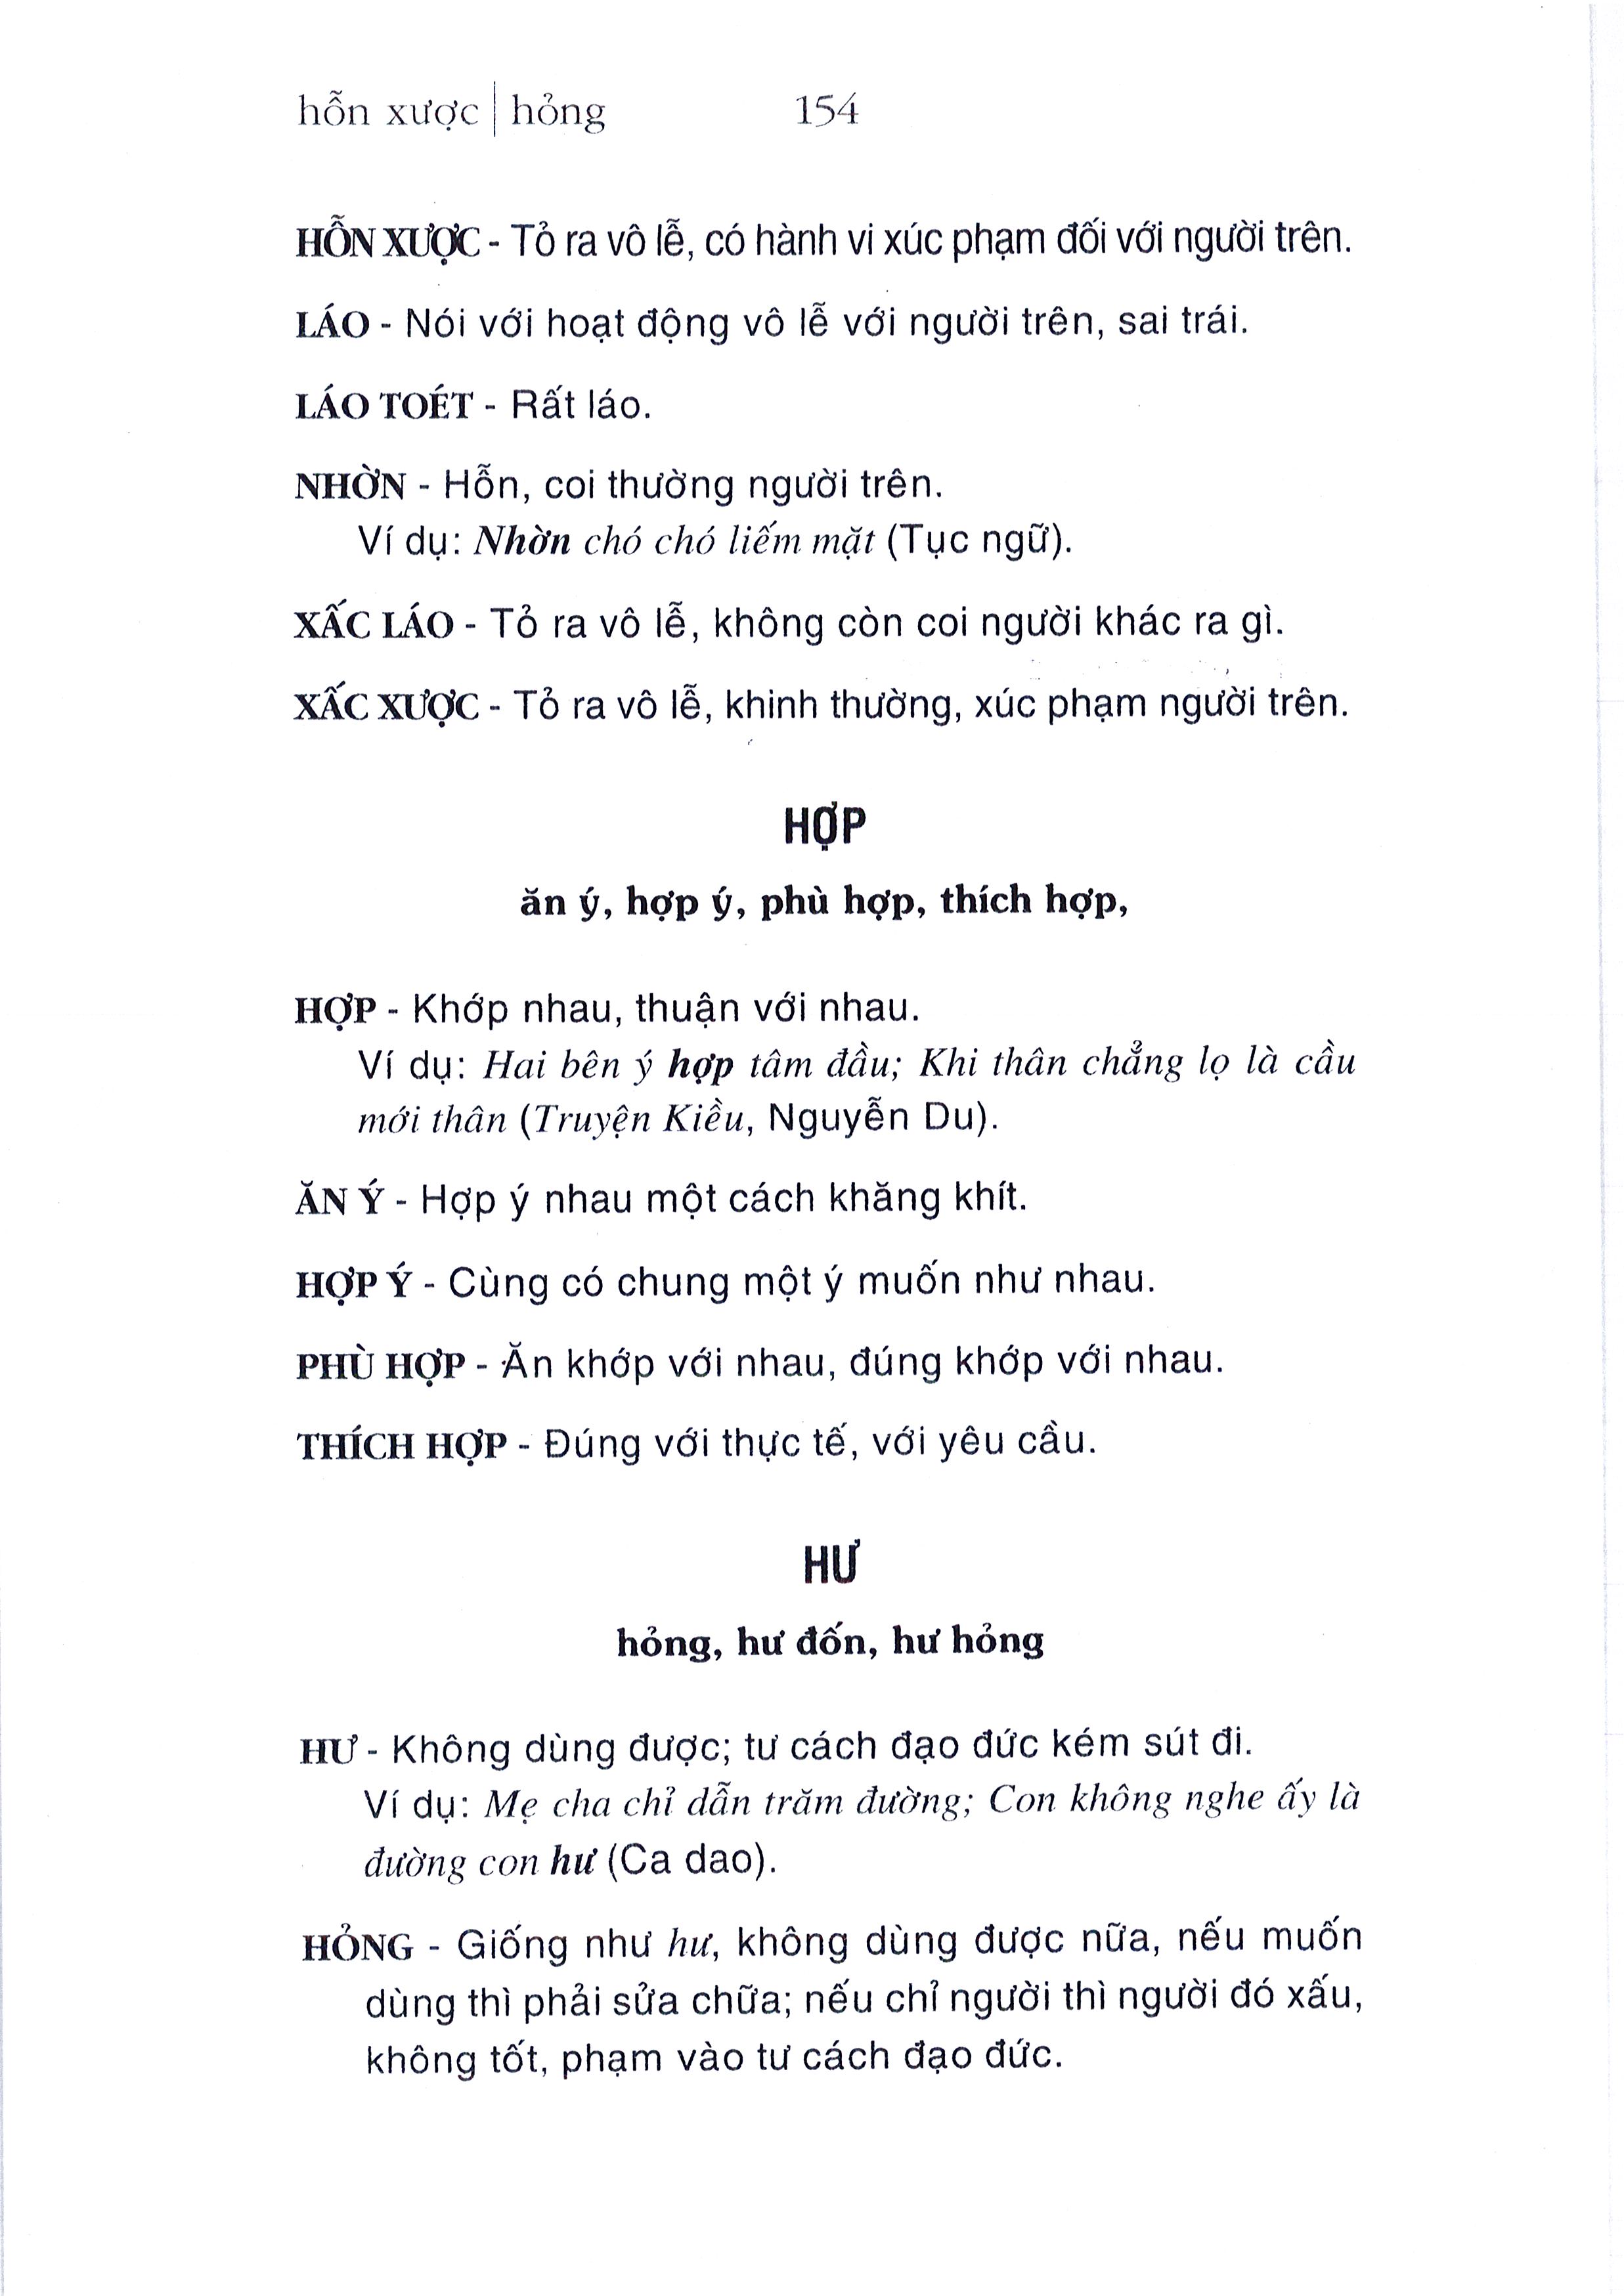 hỗn xược | hỏng 154
HỖN XƯỢC - Tỏ ra vô lễ, có hành vi xúc phạm đối với người trên.
LÁO - Nói với hoạt động vô lễ với người trên, sai trái.
LÁO TOÉT - Rất láo.
NHỜN - Hỗn, coi thường người trên.
Ví dụ: Nhờn chó chó liếm mặt (Tục ngữ).
XẤC LÁO - Tỏ ra vô lễ, không còn coi người khác ra gì.
XẤC XƯỢC - Tỏ ra vô lễ, khinh thường, xúc phạm người trên.
HỢP
ăn ý, hợp ý, phù hợp, thích hợp,
HỢP - Khớp nhau, thuận với nhau.
Ví dụ: Hai bên ý hợp tâm đầu; Khi thân chẳng lọ là cầu
mới thân (Truyện Kiều, Nguyễn Du).
ĂN Ý - Hợp ý nhau một cách khăng khít.
HỢP Ý - Cùng có chung một ý muốn như nhau.
PHÙ HỢP - Ăn khớp với nhau, đúng khớp với nhau.
THÍCH HỢP - Đúng với thực tế, với yêu cầu.
HƯ
hỏng, hư đốn, hư hỏng
HƯ - Không dùng được; tư cách đạo đức kém sút đi.
Ví dụ: Mẹ cha chỉ dẫn trăm đường; Con không nghe ấy là
đường con hư (Ca dao).
HỎNG - Giống như hư, không dùng được nữa, nếu muốn
dùng thì phải sửa chữa; nếu chỉ người thì người đó xấu,
không tốt, phạm vào tư cách đạo đức.